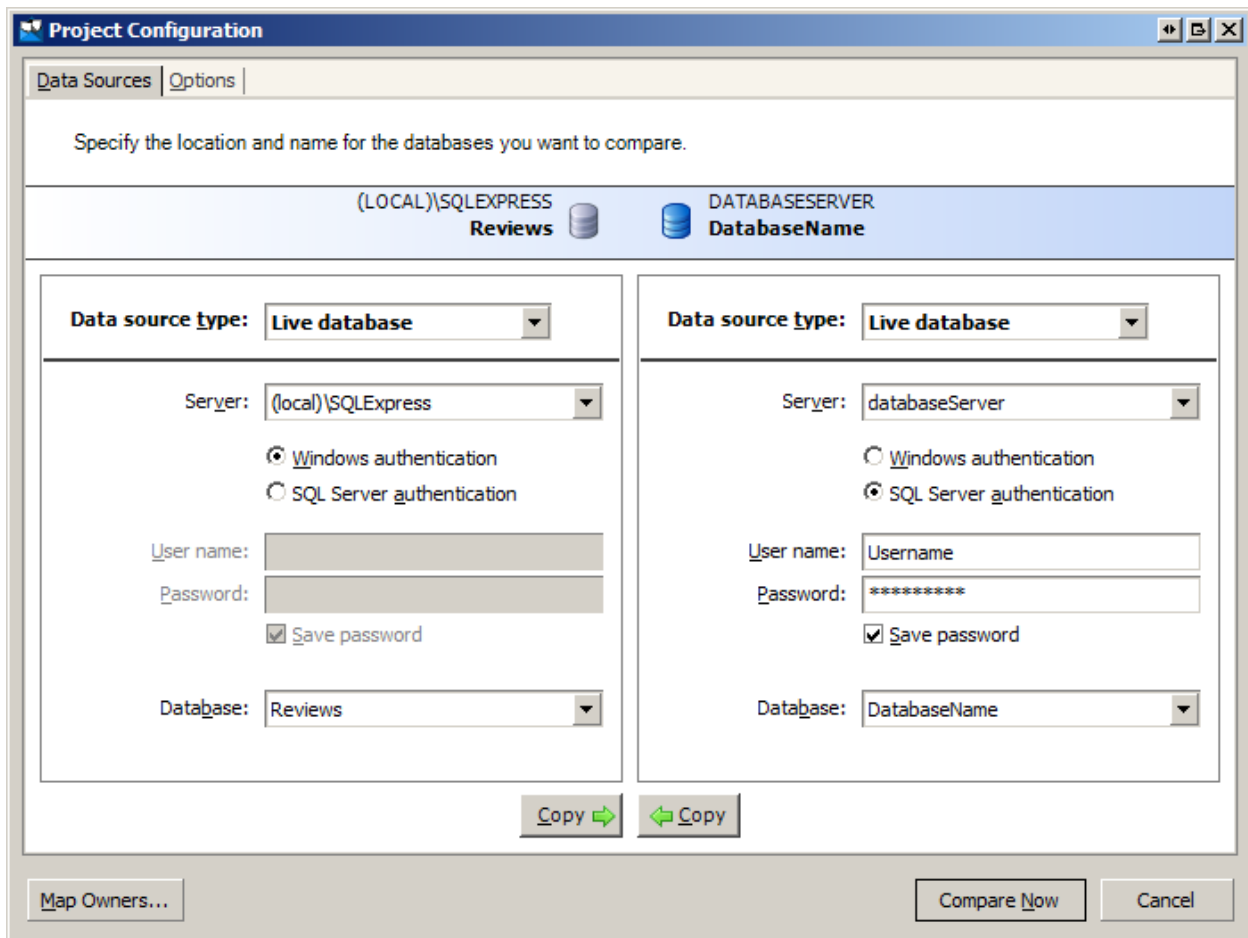 Project Configuration
Data Sources
Options
Specify the location and name for the databases you want to compare.
(LOCAL)\SQLEXPRESS
Reviews
DATABASESERVER
DatabaseName
Data source type: Live database
Server: (local)\SQLExpress
Windows authentication
SQL Server authentication
User name:
Password:
Save password
Database: Reviews
Data source type: Live database
Server: databaseServer
Windows authentication
SQL Server authentication
User name: Username
Password: *********
Save password
Database: DatabaseName
Copy
Copy
Map Owners...
Compare Now
Cancel